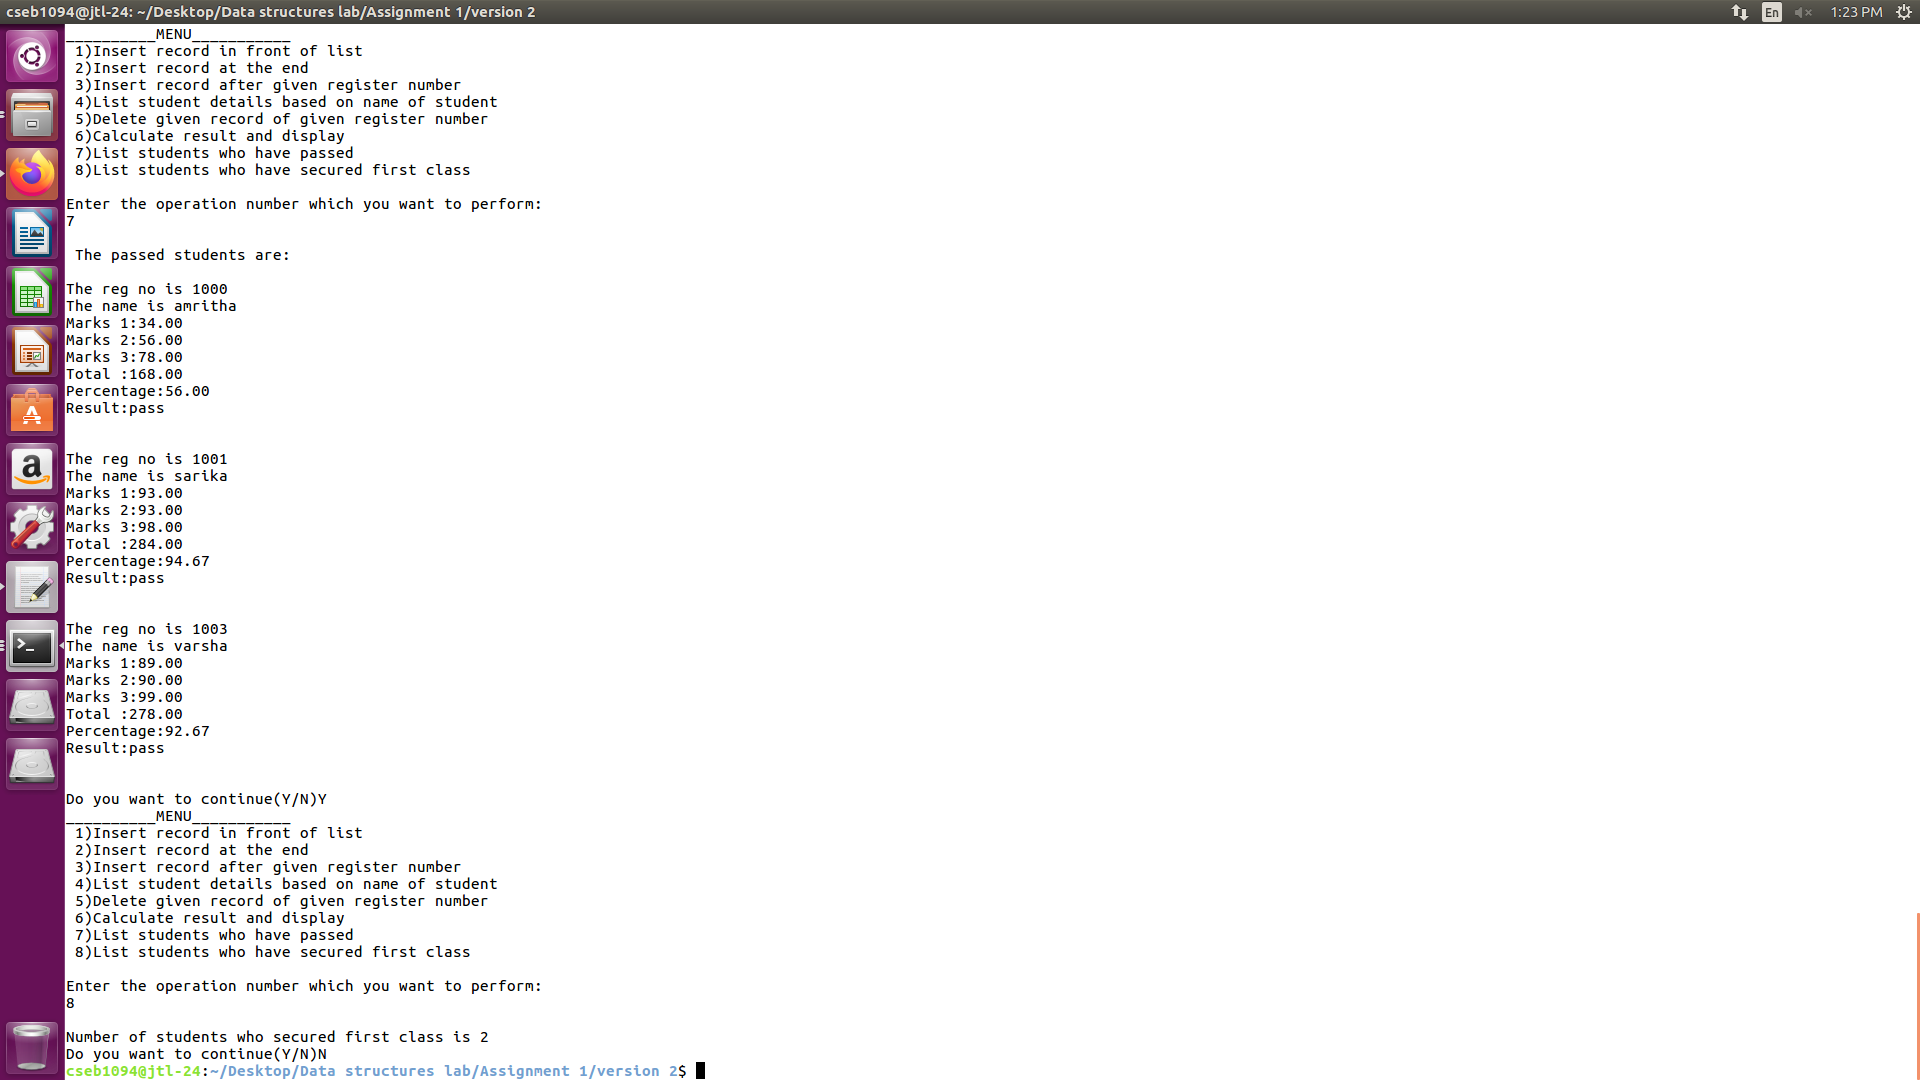 cseb1094@jtl-24: ~/Desktop/Data structures lab/Assignment 1/version 2
En
1:23 PM
__________MENU___________
1)Insert record in front of list
2)Insert record at the end
3)Insert record after given register number
4)List student details based on name of student
5)Delete given record of given register number
6)Calculate result and display
7)List students who have passed
8)List students who have secured first class
Enter the operation number which you want to perform:
7
The passed students are:
The reg no is 1000
The name is amritha
Marks 1:34.00
Marks 2:56.00
Marks 3:78.00
Total :168.00
Percentage:56.00
Result:pass
The reg no is 1001
The name is sarika
Marks 1:93.00
Marks 2:93.00
Marks 3:98.00
Total :284.00
Percentage:94.67
Result:pass
The reg no is 1003
The name is varsha
Marks 1:89.00
Marks 2:90.00
Marks 3:99.00
Total :278.00
Percentage:92.67
Result:pass
Do you want to continue(Y/N)Y
__________MENU___________
1)Insert record in front of list
2)Insert record at the end
3)Insert record after given register number
4)List student details based on name of student
5)Delete given record of given register number
6)Calculate result and display
7)List students who have passed
8)List students who have secured first class
Enter the operation number which you want to perform:
8
Number of students who secured first class is 2
Do you want to continue(Y/N)N
cseb1094@jtl-24:~/Desktop/Data structures lab/Assignment 1/version 2$